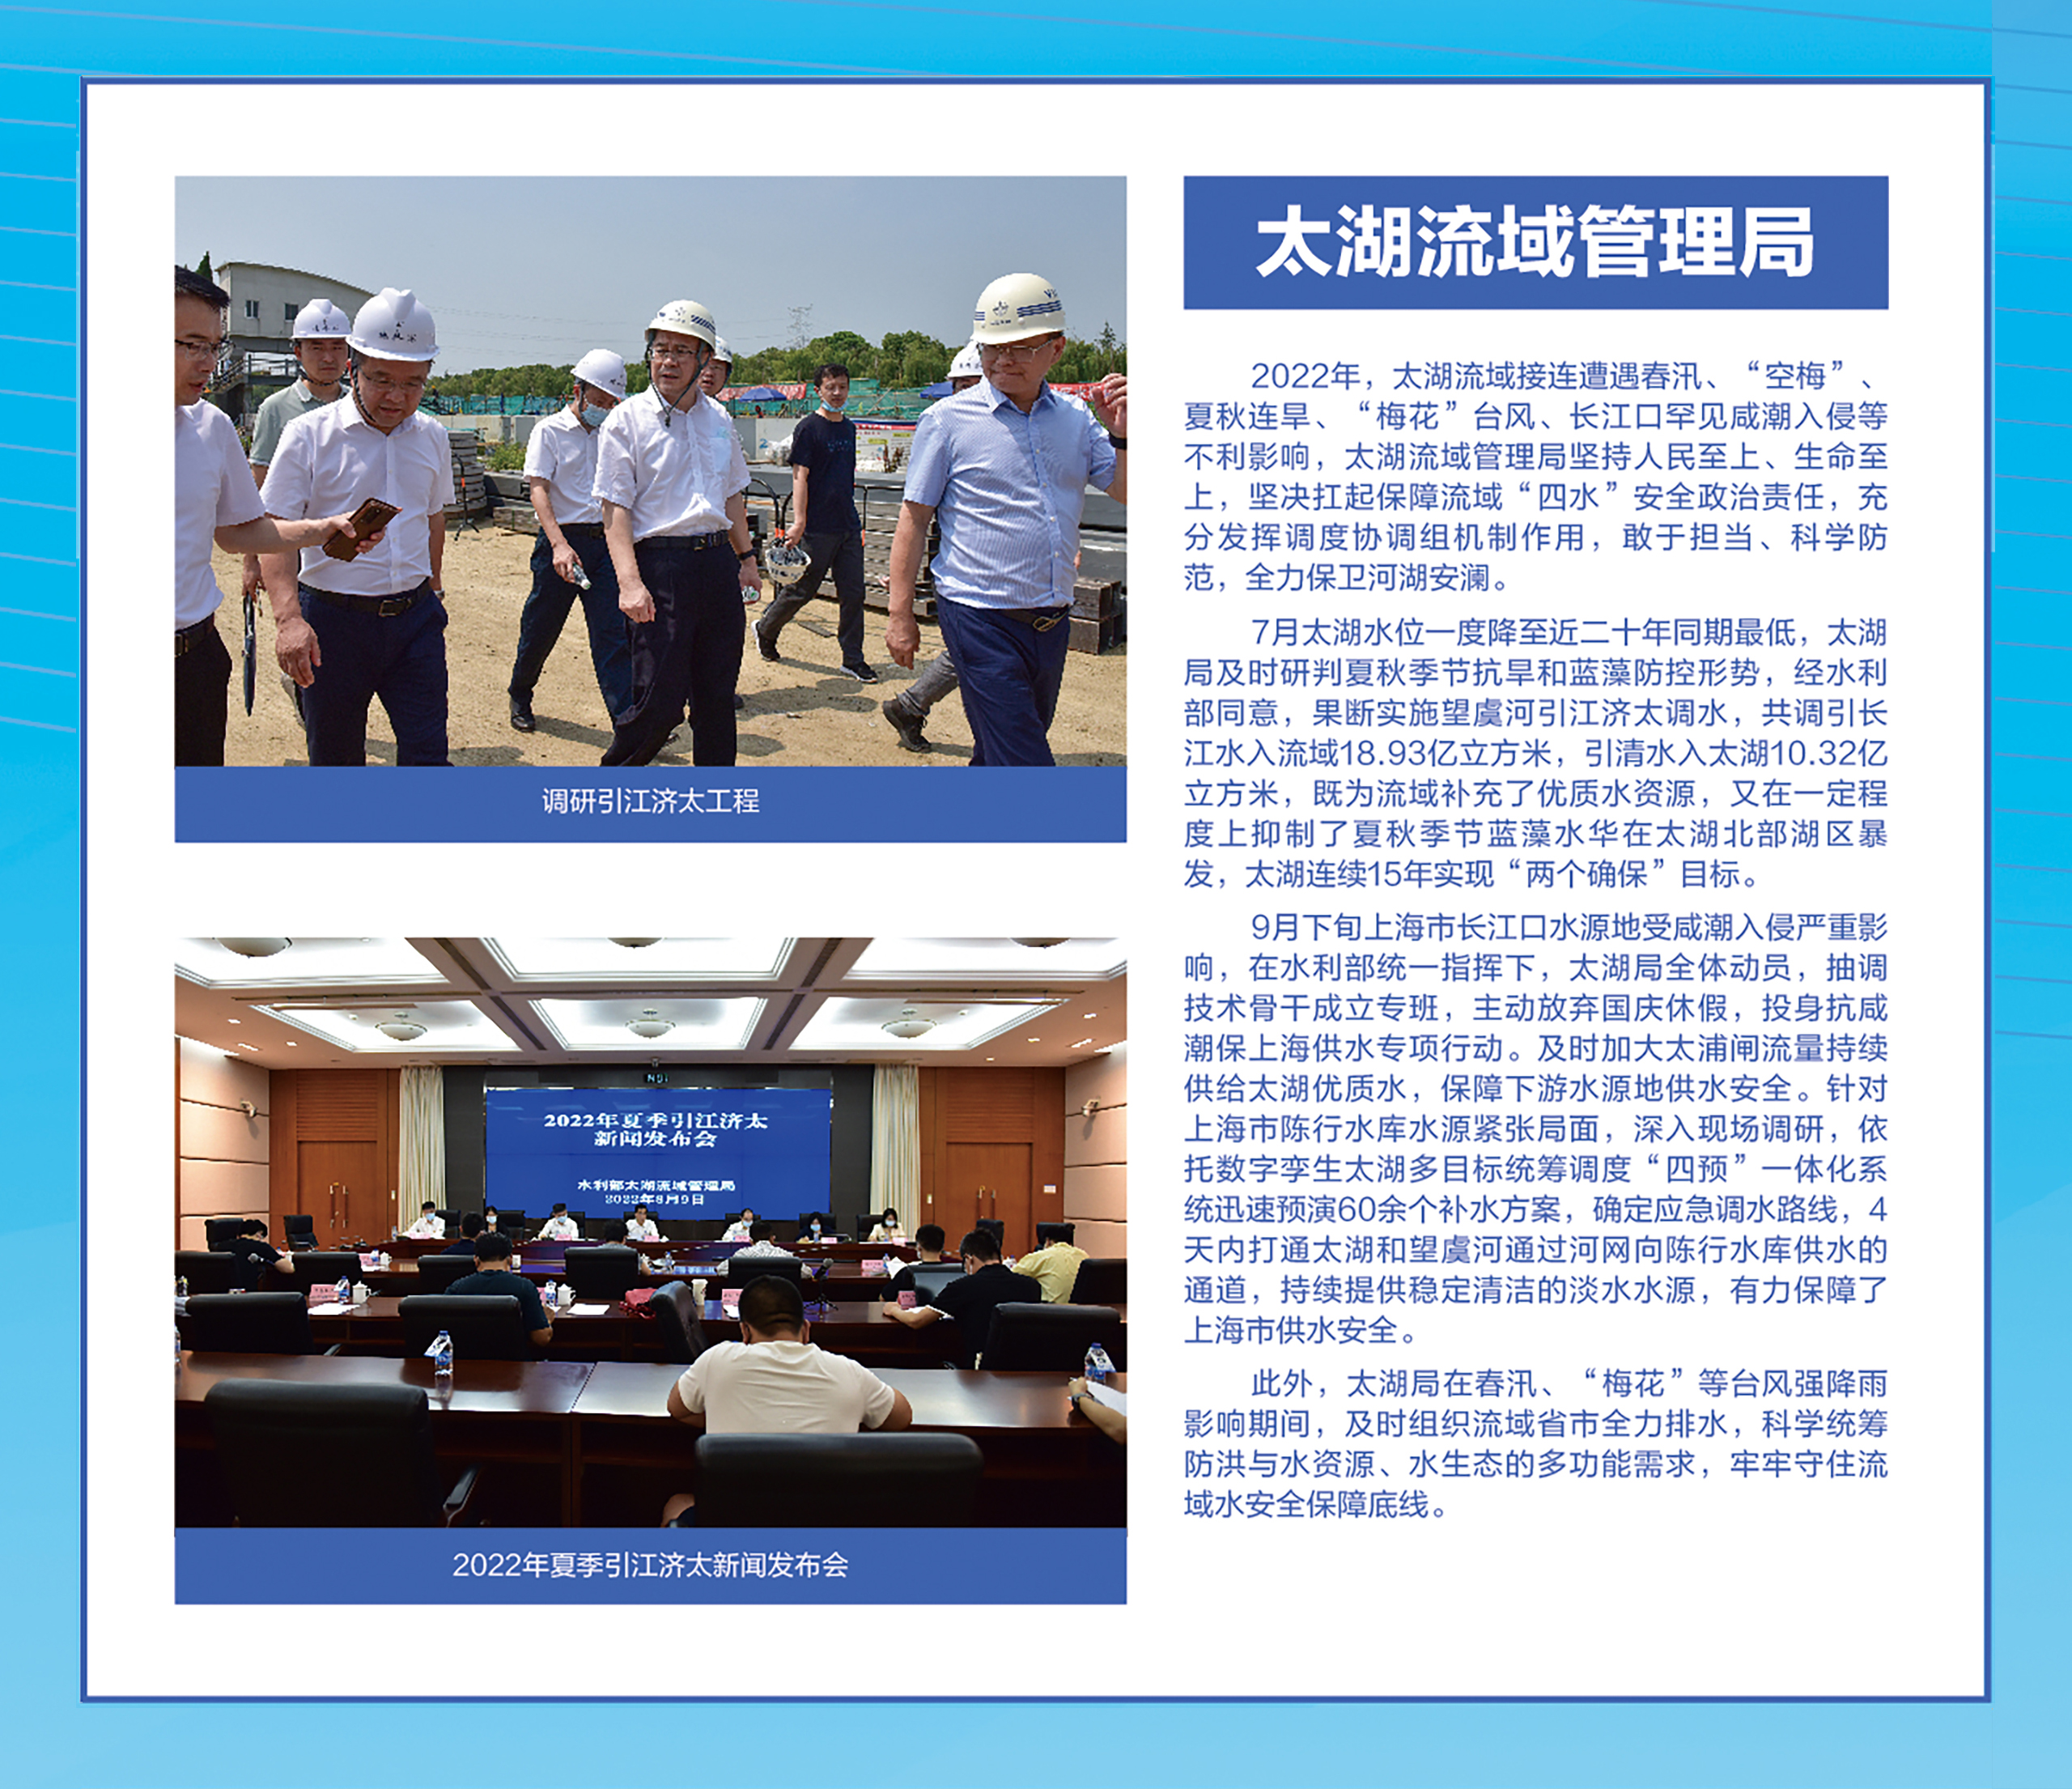 太湖流域管理局
调研引江济太工程
2022年夏季引江济太
新闻发布会
水利部太湖流域管理局
2022年8月9日
2022年夏季引江济太新闻发布会
2022年，太湖流域接连遭遇春汛、“空梅”、
夏秋连旱、“梅花”台风、长江口罕见咸潮入侵等
不利影响，太湖流域管理局坚持人民至上、生命至
上，坚决扛起保障流域“四水”安全政治责任，充
分发挥调度协调组机制作用，敢于担当、科学防
范，全力保卫河湖安澜。
7月太湖水位一度降至近二十年同期最低，太湖
局及时研判夏秋季节抗旱和蓝藻防控形势，经水利
部同意，果断实施望虞河引江济太调水，共调引长
江水入流域18.93亿立方米，引清水入太湖10.32亿
立方米，既为流域补充了优质水资源，又在一定程
度上抑制了夏秋季节蓝藻水华在太湖北部湖区暴
发，太湖连续15年实现“两个确保”目标。
9月下旬上海市长江口水源地受咸潮入侵严重影
响，在水利部统一指挥下，太湖局全体动员，抽调
技术骨干成立专班，主动放弃国庆休假，投身抗咸
潮保上海供水专项行动。及时加大太浦闸流量持续
供给太湖优质水，保障下游水源地供水安全。针对
上海市陈行水库水源紧张局面，深入现场调研，依
托数字孪生太湖多目标统筹调度“四预”一体化系
统迅速预演60余个补水方案，确定应急调水路线，4
天内打通太湖和望虞河通过河网向陈行水库供水的
通道，持续提供稳定清洁的淡水水源，有力保障了
上海市供水安全。
此外，太湖局在春汛、“梅花”等台风强降雨
影响期间，及时组织流域省市全力排水，科学统筹
防洪与水资源、水生态的多功能需求，牢牢守住流
域水安全保障底线。